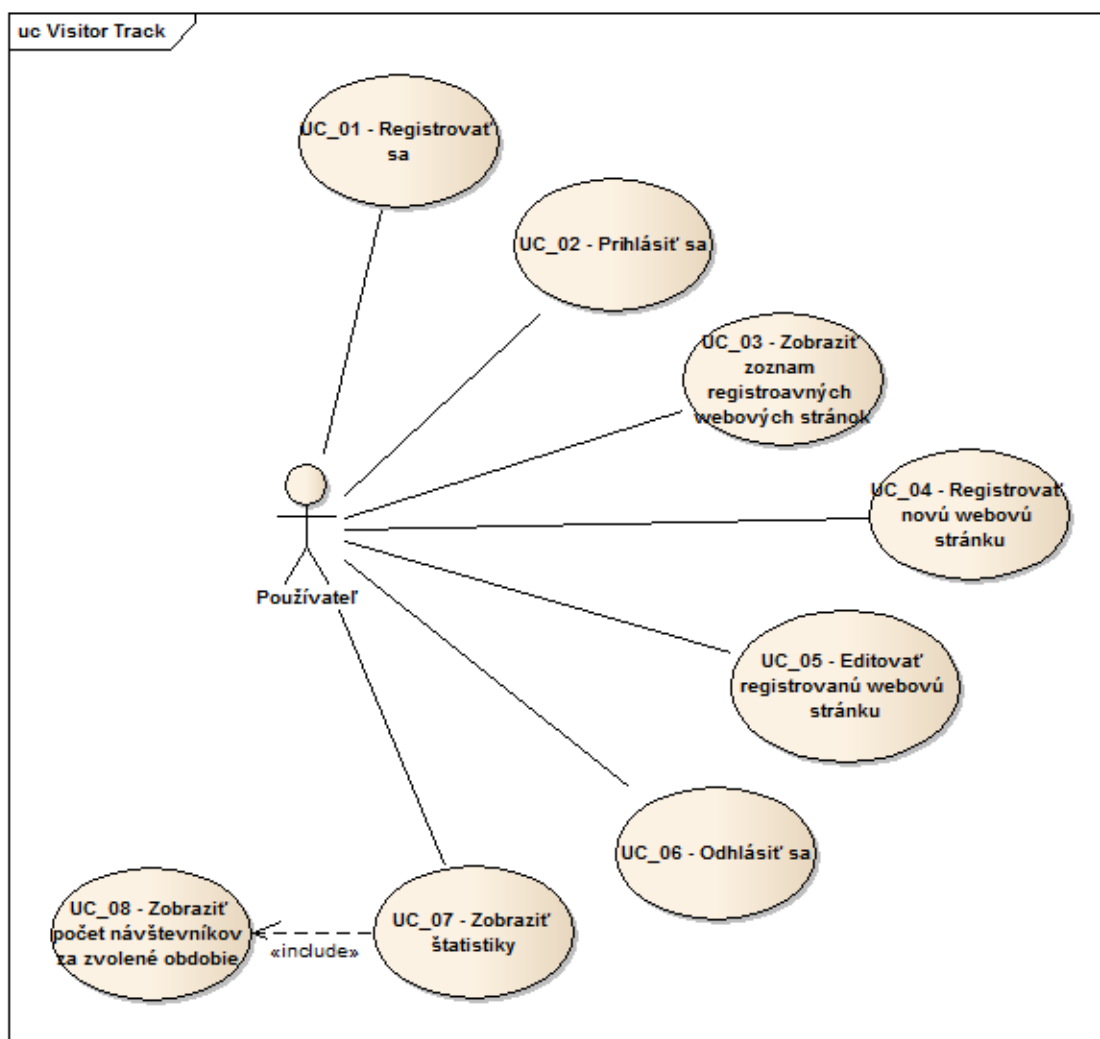 uc Visitor Track
UC_01 - Registrovať
sa
UC_02 - Prihlásiť sa
UC_03 - Zobraziť
zoznam
registroavných
webových stránok
UC_04 - Registrovať
novú webovú
stránku
Používateľ
UC_05 - Editovať
registrovanú webovú
stránku
UC_06 - Odhlásiť sa
UC_08 - Zobraziť
počet návštevníkov
za zvolené obdobie
«include»
UC_07 - Zobraziť
štatistiky